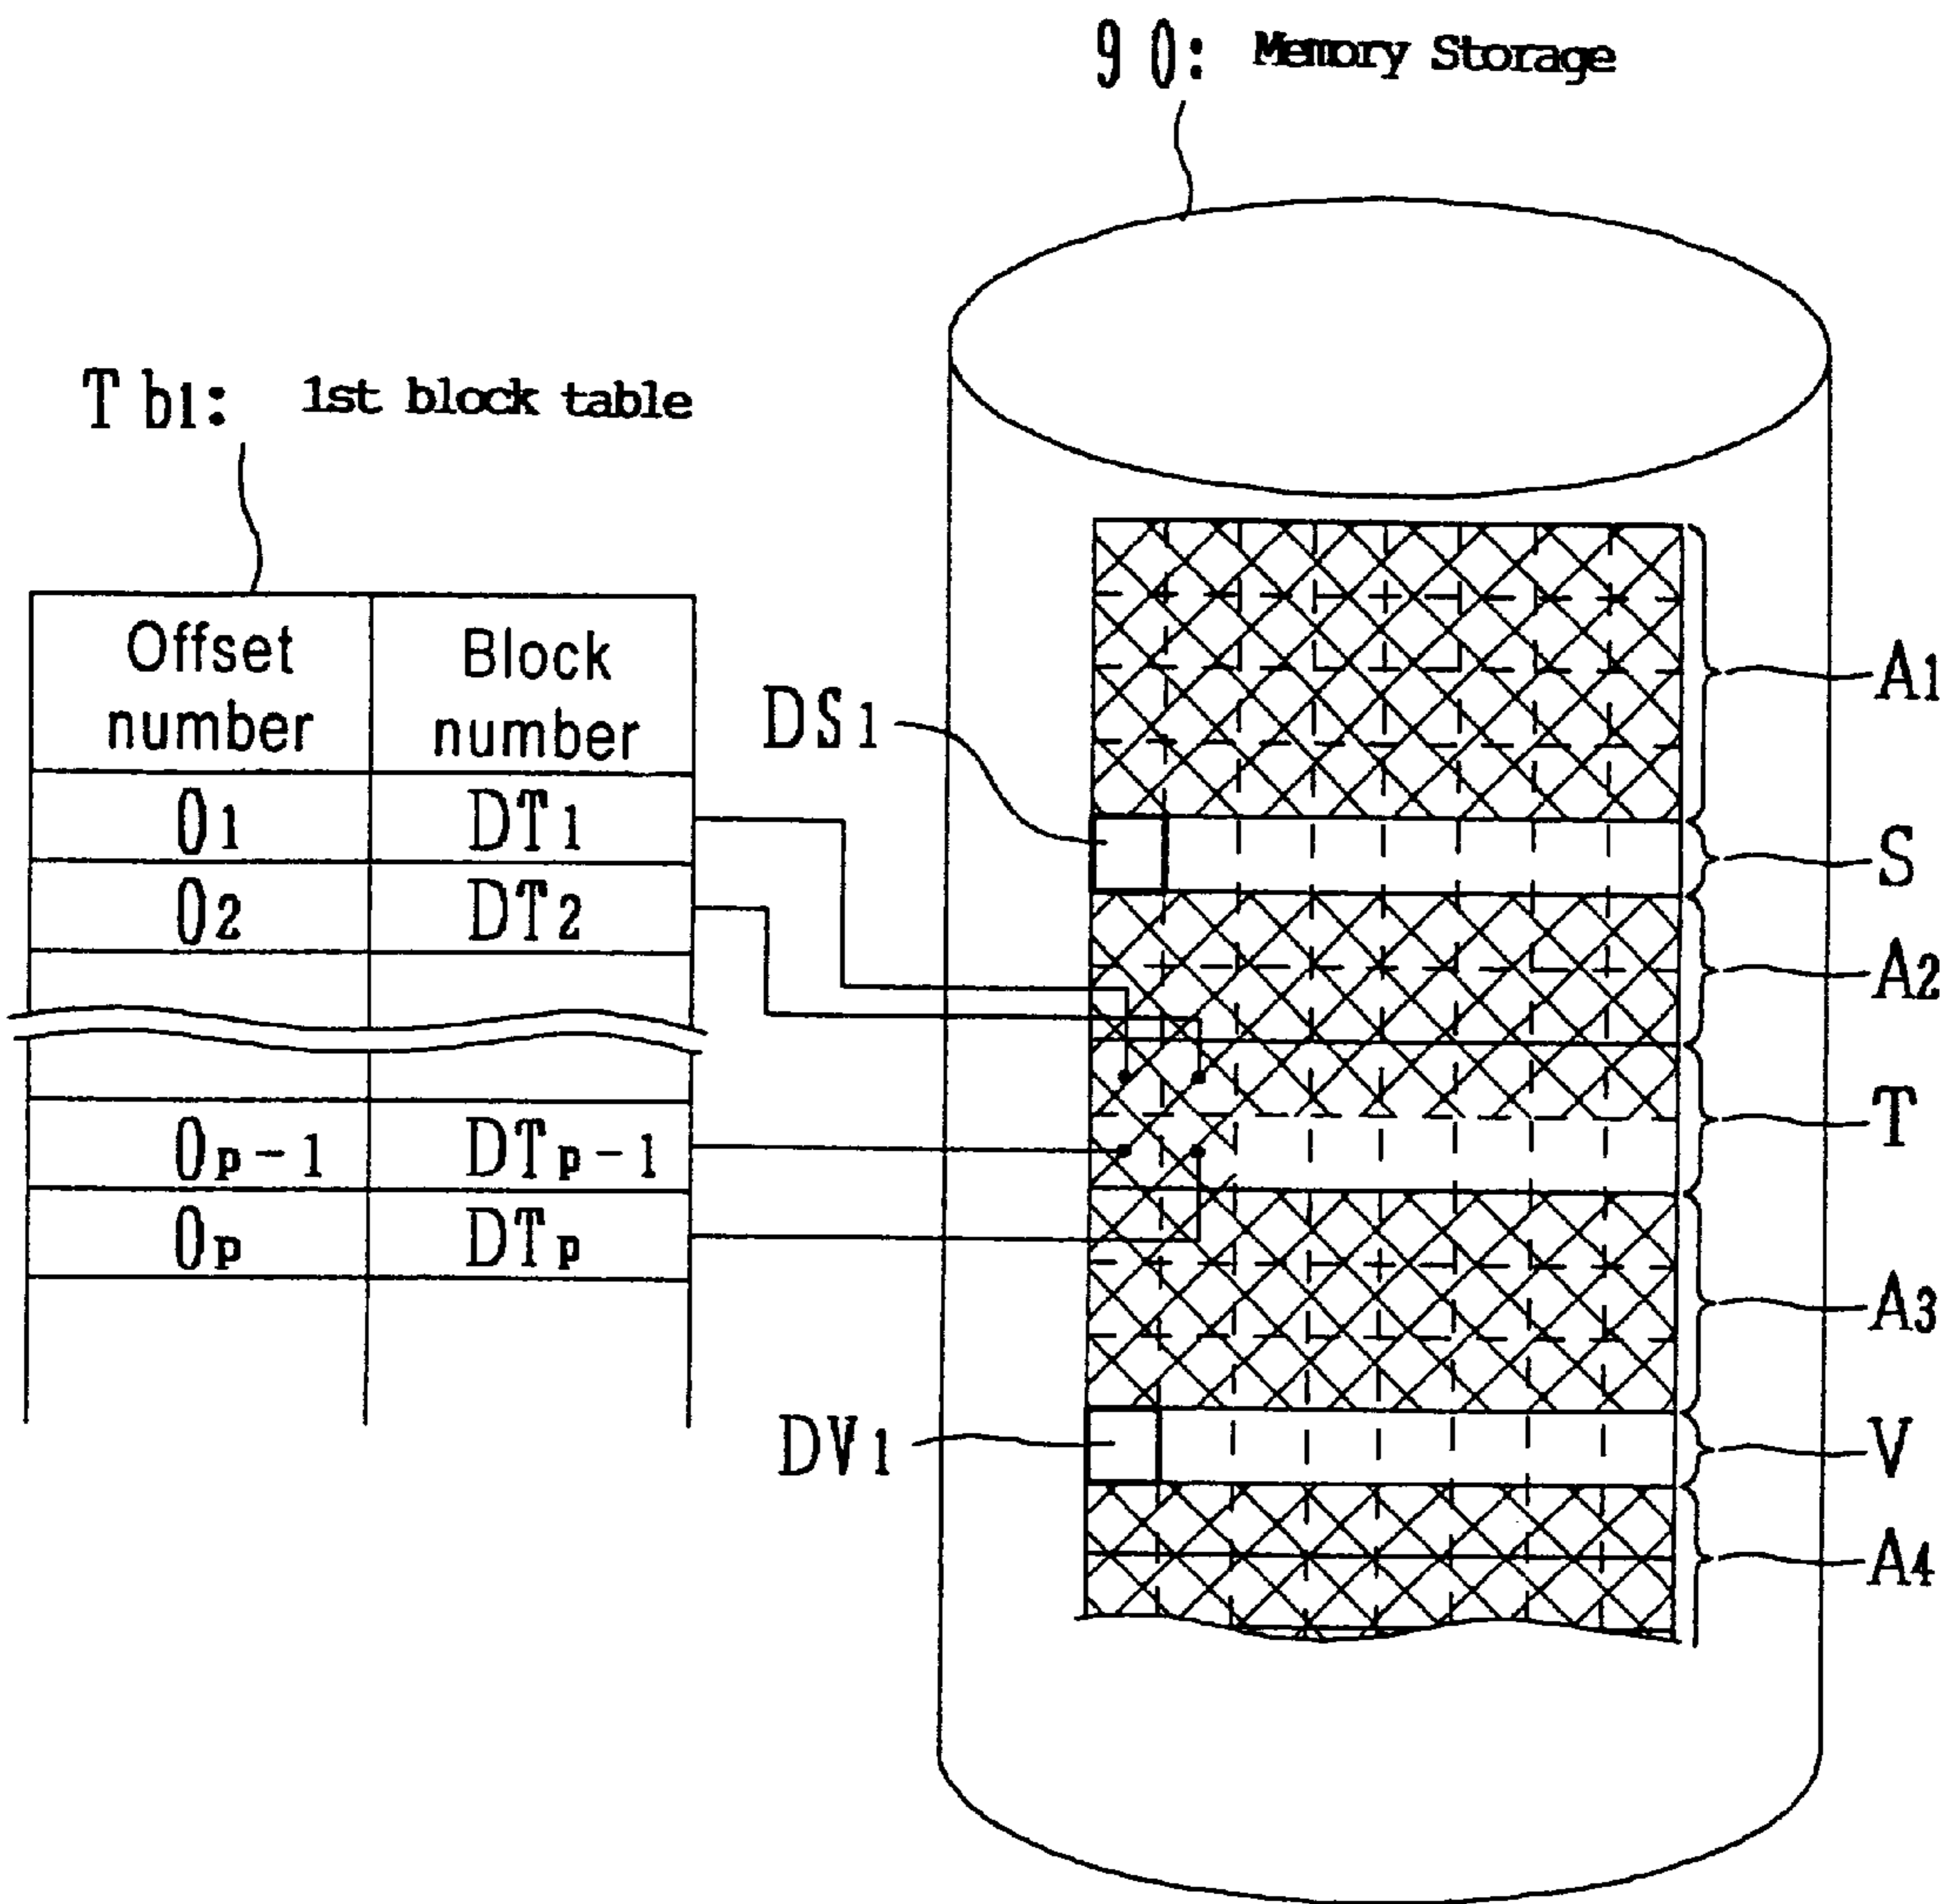 90: Memory Storage
Tb1: 1st block table
Offset number
Block number
O1 DT1
O2 DT2
Op-1 DTp-1
Op DTp
DS1
DV1
A1
S
A2
T
A3
V
A4